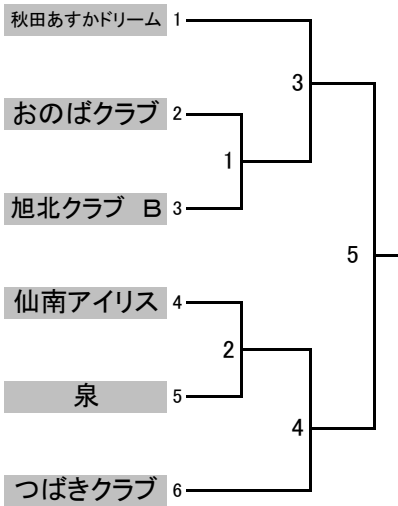 秋田あすかドリーム 1
3
おのばクラブ 2
1
旭北クラブ　B 3
5
仙南アイリス 4
2
泉 5
4
つばきクラブ 6